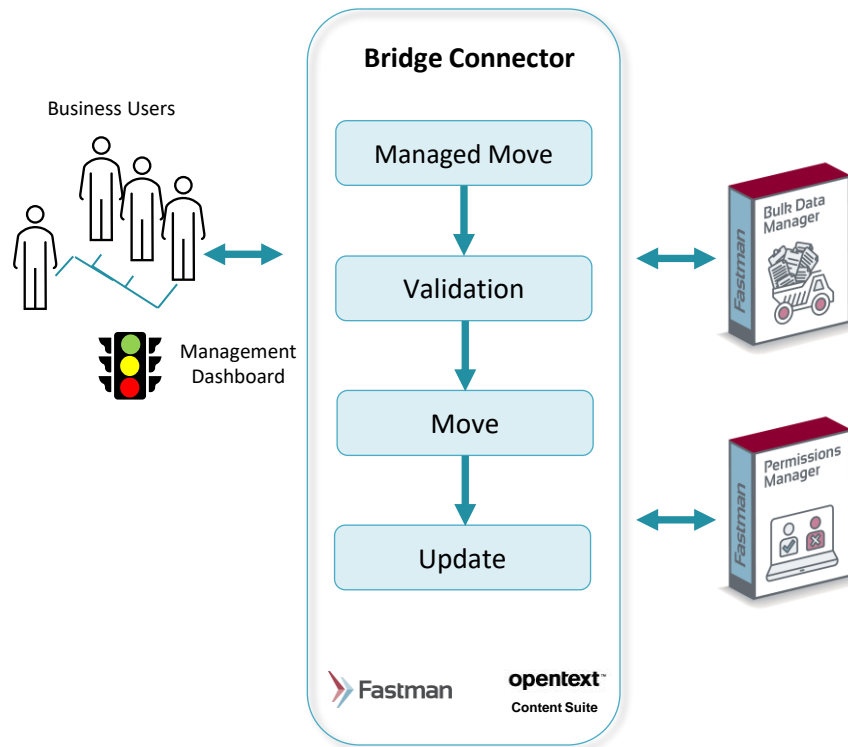 Bridge Connector
Business Users
Managed Move
Validation
Management
Dashboard
Move
Update
Fastman
opentext™
Content Suite
Fastman
Bulk Data
Manager
Fastman
Permissions
Manager